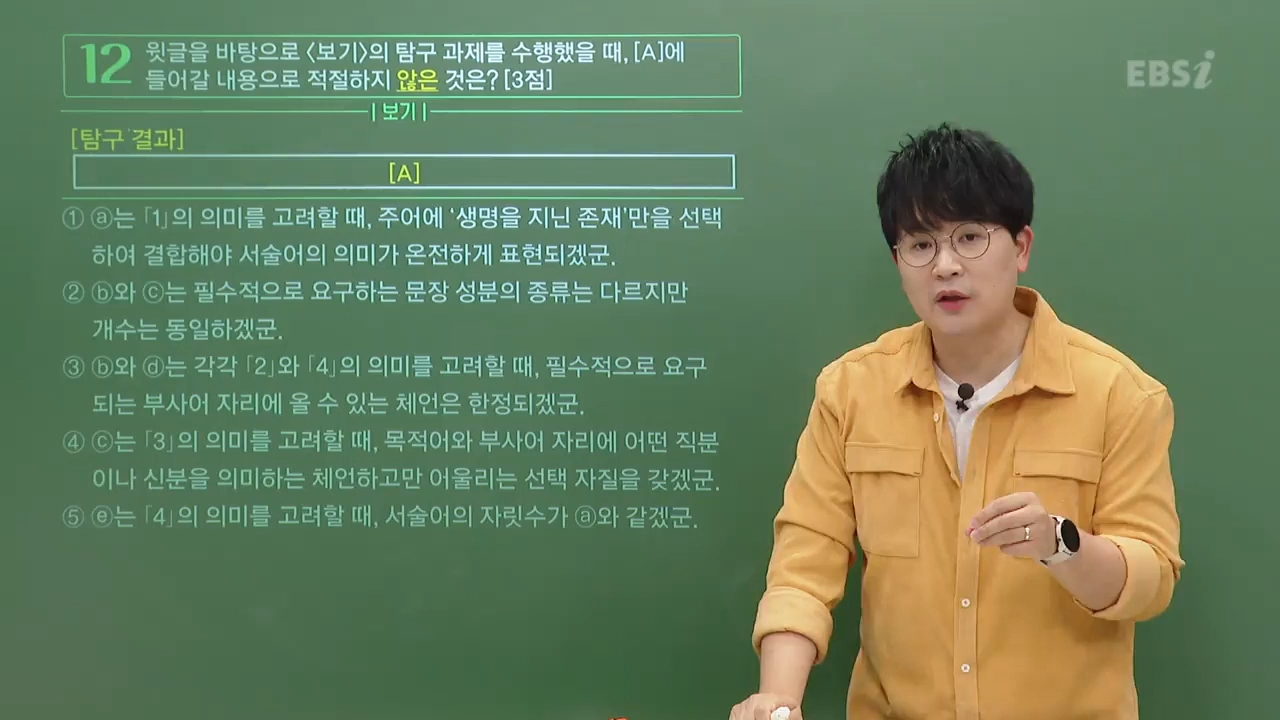 12 윗글을 바탕으로 〈보기〉의 탐구 과제를 수행했을 때, [A]에
들어갈 내용으로 적절하지 않은 것은? [3점]
EBSi
| 보기 |
[탐구 결과]
[A]
① ⓐ는 「1」의 의미를 고려할 때, 주어에 ‘생명을 지닌 존재’만을 선택
하여 결합해야 서술어의 의미가 온전하게 표현되겠군.
② ⓑ와 ⓒ는 필수적으로 요구하는 문장 성분의 종류는 다르지만
개수는 동일하겠군.
③ ⓑ와 ⓓ는 각각 「2」와 「4」의 의미를 고려할 때, 필수적으로 요구
되는 부사어 자리에 올 수 있는 체언은 한정되겠군.
④ ⓒ는 「3」의 의미를 고려할 때, 목적어와 부사어 자리에 어떤 직분
이나 신분을 의미하는 체언하고만 어울리는 선택 자질을 갖겠군.
⑤ ⓔ는 「4」의 의미를 고려할 때, 서술어의 자릿수가 ⓐ와 같겠군.